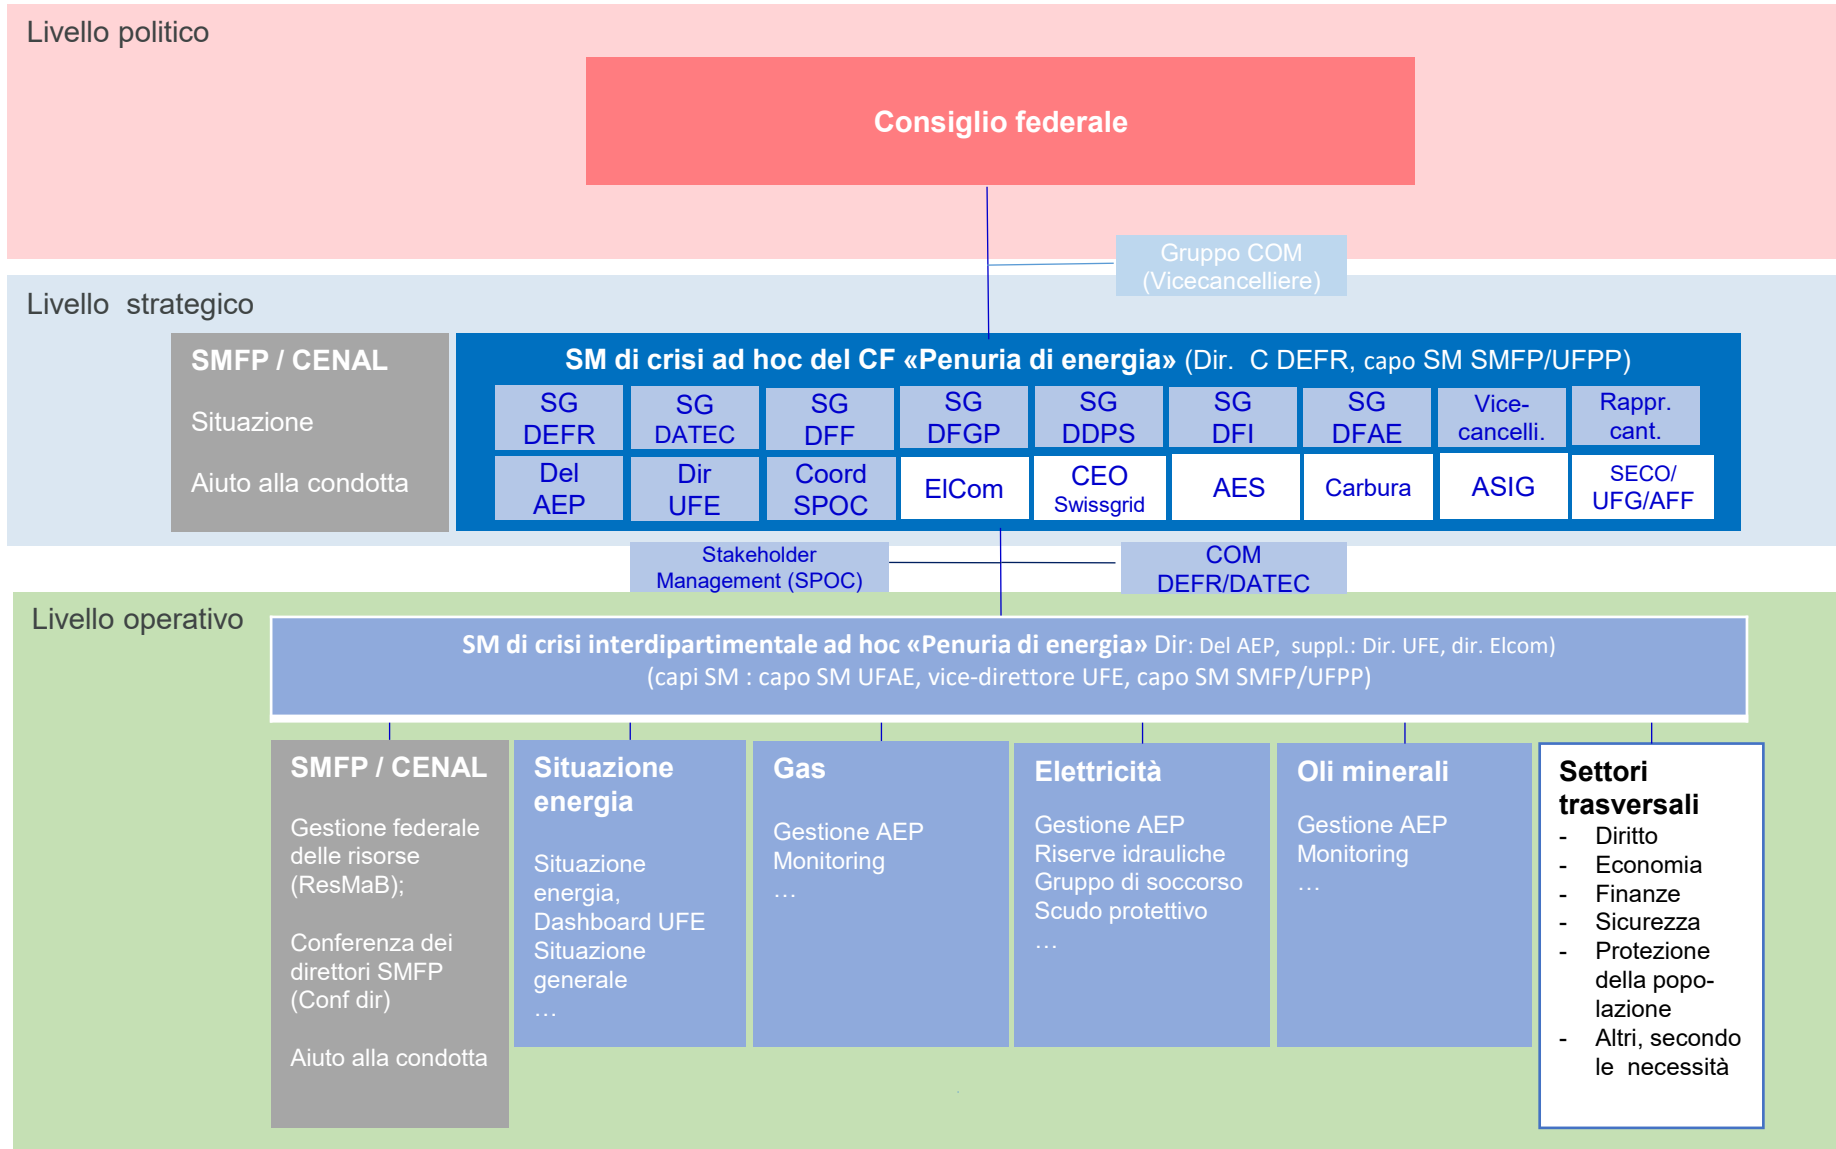 Livello politico
Consiglio federale
Gruppo COM
(Vicecancelliere)
Livello strategico
SMFP / CENAL
Situazione
Aiuto alla condotta
SM di crisi ad hoc del CF «Penuria di energia» (Dir. C DEFR, capo SM SMFP/UFPP)
SG
DEFR
SG
DATEC
SG
DFF
SG
DFGP
SG
DDPS
SG
DFI
SG
DFAE
Vice-
cancelli.
Rappr.
cant.
Del
AEP
Dir
UFE
Coord
SPOC
ElCom
CEO
Swissgrid
AES
Carbura
ASIG
SECO/
UFG/AFF
Stakeholder
Management (SPOC)
COM
DEFR/DATEC
Livello operativo
SM di crisi interdipartimentale ad hoc «Penuria di energia» Dir: Del AEP, suppl.: Dir. UFE, dir. Elcom)
(capi SM : capo SM UFAE, vice-direttore UFE, capo SM SMFP/UFPP)
SMFP / CENAL
Gestione federale
delle risorse
(ResMaB);
Conferenza dei
direttori SMFP
(Conf dir)
Aiuto alla condotta
Situazione
energia
Situazione
energia,
Dashboard UFE
Situazione
generale
…
Gas
Gestione AEP
Monitoring
…
Elettricità
Gestione AEP
Riserve idrauliche
Gruppo di soccorso
Scudo protettivo
…
Oli minerali
Gestione AEP
Monitoring
…
Settori
trasversali
- Diritto
- Economia
- Finanze
- Sicurezza
- Protezione
della popo-
lazione
- Altri, secondo
le necessità